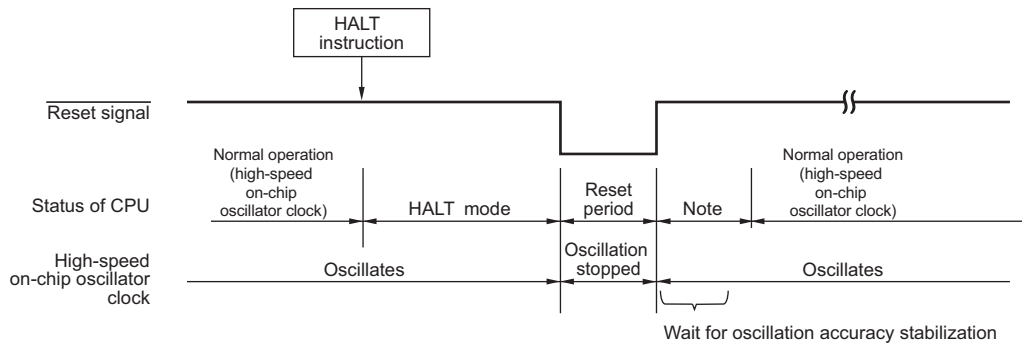 HALT
instruction
Reset signal
Normal operation
(high-speed
on-chip
oscillator clock)
Status of CPU
HALT mode
Reset
period
Note
Normal operation
(high-speed
on-chip
oscillator clock)
High-speed
on-chip oscillator
clock
Oscillates
Oscillation
stopped
Oscillates
Wait for oscillation accuracy stabilization